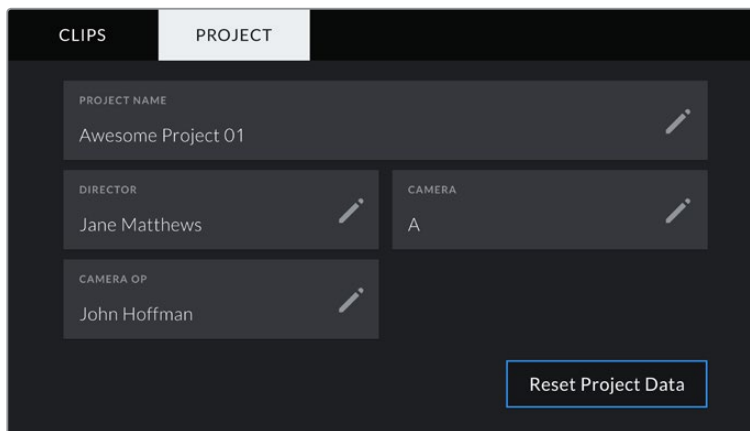 CLIPS PROJECT
PROJECT NAME
Awesome Project 01
DIRECTOR
Jane Matthews
CAMERA
A
CAMERA OP
John Hoffman
Reset Project Data